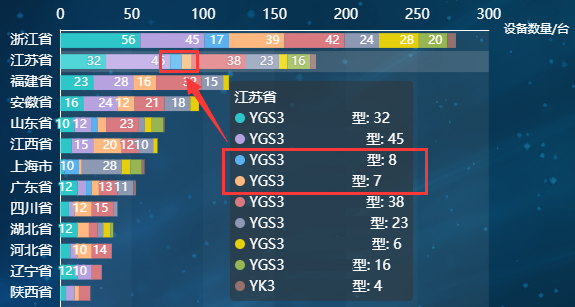 0 50 100 150 200 250 300 设备数量/台
浙江省 56 45 17 39 42 24 28 20
江苏省 32 45 38 23 16
福建省 23 28 16 32 15
安徽省 16 24 12 21 18
山东省 10 12 23
江西省 15 20 12 10
上海市 10 28
广东省 12 13 11
四川省 12 15
湖北省 12
河北省 10 14
辽宁省 12 10
陕西省
江苏省
YGS3 型: 32
YGS3 型: 45
YGS3 型: 8
YGS3 型: 7
YGS3 型: 38
YGS3 型: 23
YGS3 型: 6
YGS3 型: 16
YK3 型: 4